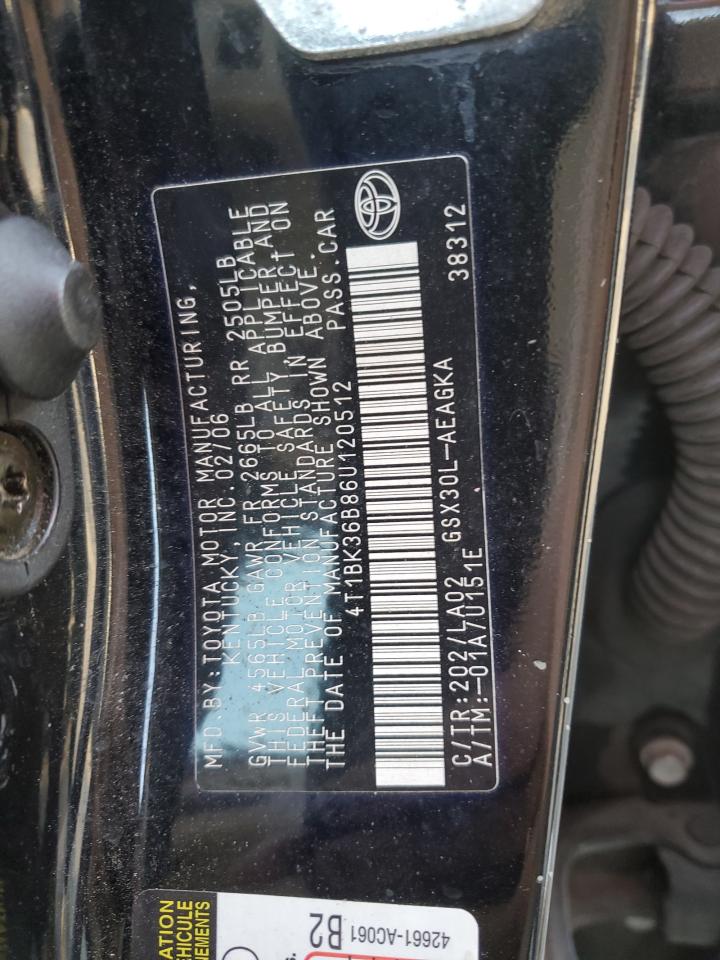 MFD.BY:TOYOTA MOTOR MANUFACTURING,
KENTUCKY INC 02/06
GVWR 4565LB GAWR FR 2665LB RR 2505LB
THIS VEHICLE CONFORMS TO ALL APPLICABLE
FEDERAL MOTOR VEHICLE SAFETY BUMPER AND
THEFT PREVENTION STANDARDS IN EFFECT ON
THE DATE OF MANUFACTURE SHOWN ABOVE.
4T1BK36B86U120512 PASS.CAR
C/TR:202/LA02 GSX30L-AEAGKA 38312
A/TM:-01A/U151E
42661-AC061
B2
VEHICULE